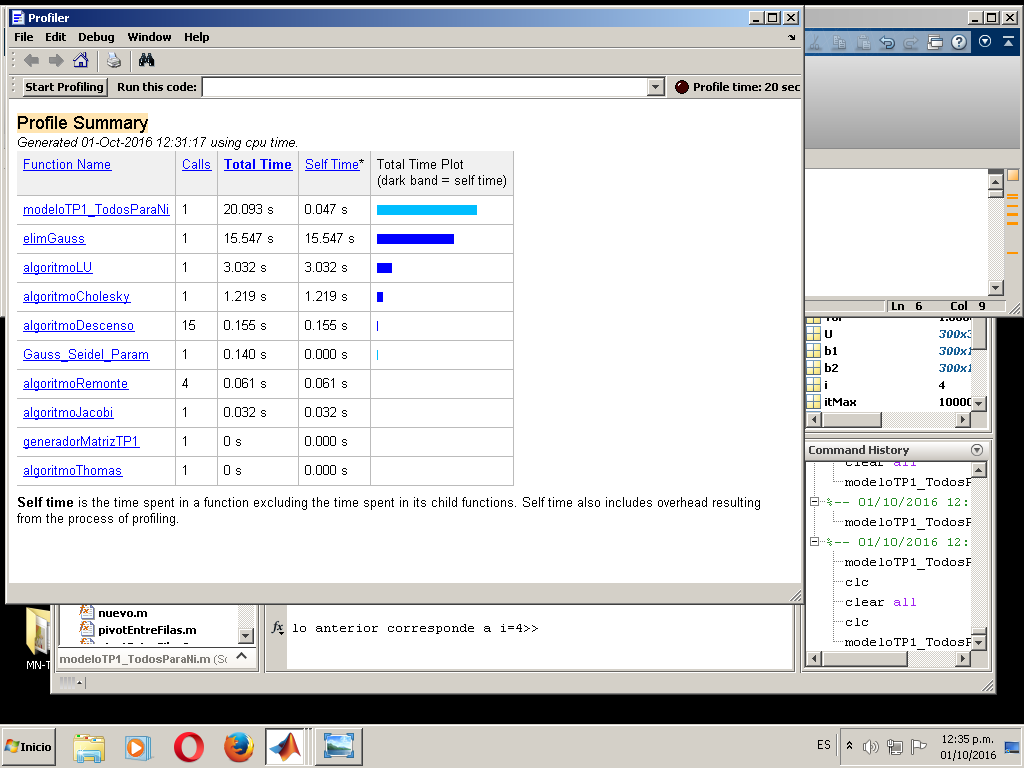 Profiler
File Edit Debug Window Help
Start Profiling Run this code: Profile time: 20 sec
Profile Summary
Generated 01-Oct-2016 12:31:17 using cpu time.
Function Name Calls Total Time Self Time* Total Time Plot
(dark band = self time)
modeloTP1_TodosParaNi 1 20.093 s 0.047 s
elimGauss 1 15.547 s 15.547 s
algoritmoLU 1 3.032 s 3.032 s
algoritmoCholesky 1 1.219 s 1.219 s
algoritmoDescenso 15 0.155 s 0.155 s
Gauss_Seidel_Param 1 0.140 s 0.000 s
algoritmoRemonte 4 0.061 s 0.061 s
algoritmoJacobi 1 0.032 s 0.032 s
generadorMatrizTP1 1 0 s 0.000 s
algoritmoThomas 1 0 s 0.000 s
Self time is the time spent in a function excluding the time spent in its child functions. Self time also includes overhead resulting
from the process of profiling.
Ln 6 Col 9
U 300x3
b1 300x1
b2 300x1
i 4
itMax 10000
Command History
clear all
modeloTP1_TodosP
%-- 01/10/2016 12:
modeloTP1_TodosP
%-- 01/10/2016 12:
modeloTP1_TodosP
clc
clear all
clc
modeloTP1_TodosP
nuevo.m
pivotEntreFilas.m
modeloTP1_TodosParaNi.m (Sc
fx lo anterior corresponde a i=4>>
MN-T
Inicio
ES
12:35 p.m.
01/10/2016